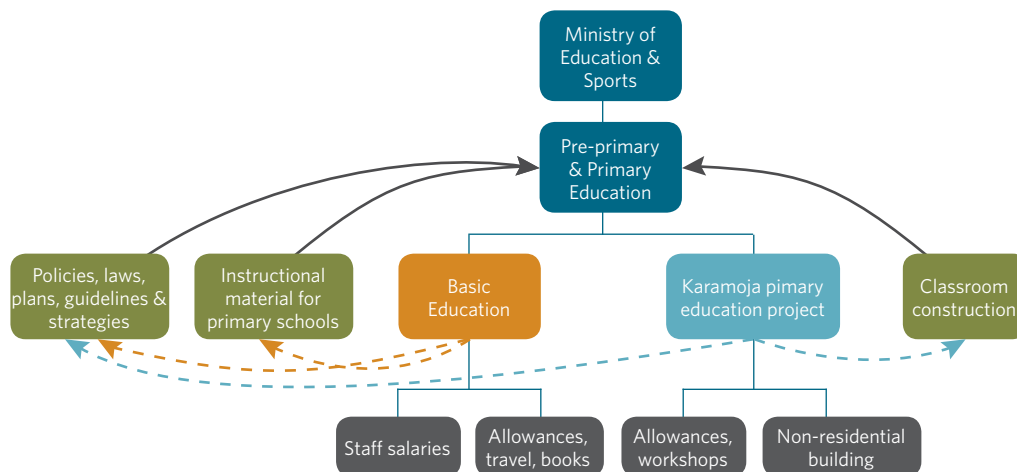 Ministry of
Education &
Sports
Pre-primary
& Primary
Education
Policies, laws,
plans, guidelines &
strategies
Instructional
material for
primary schools
Basic
Education
Karamoja pimary
education project
Classroom
construction
Staff salaries
Allowances,
travel, books
Allowances,
workshops
Non-residential
building